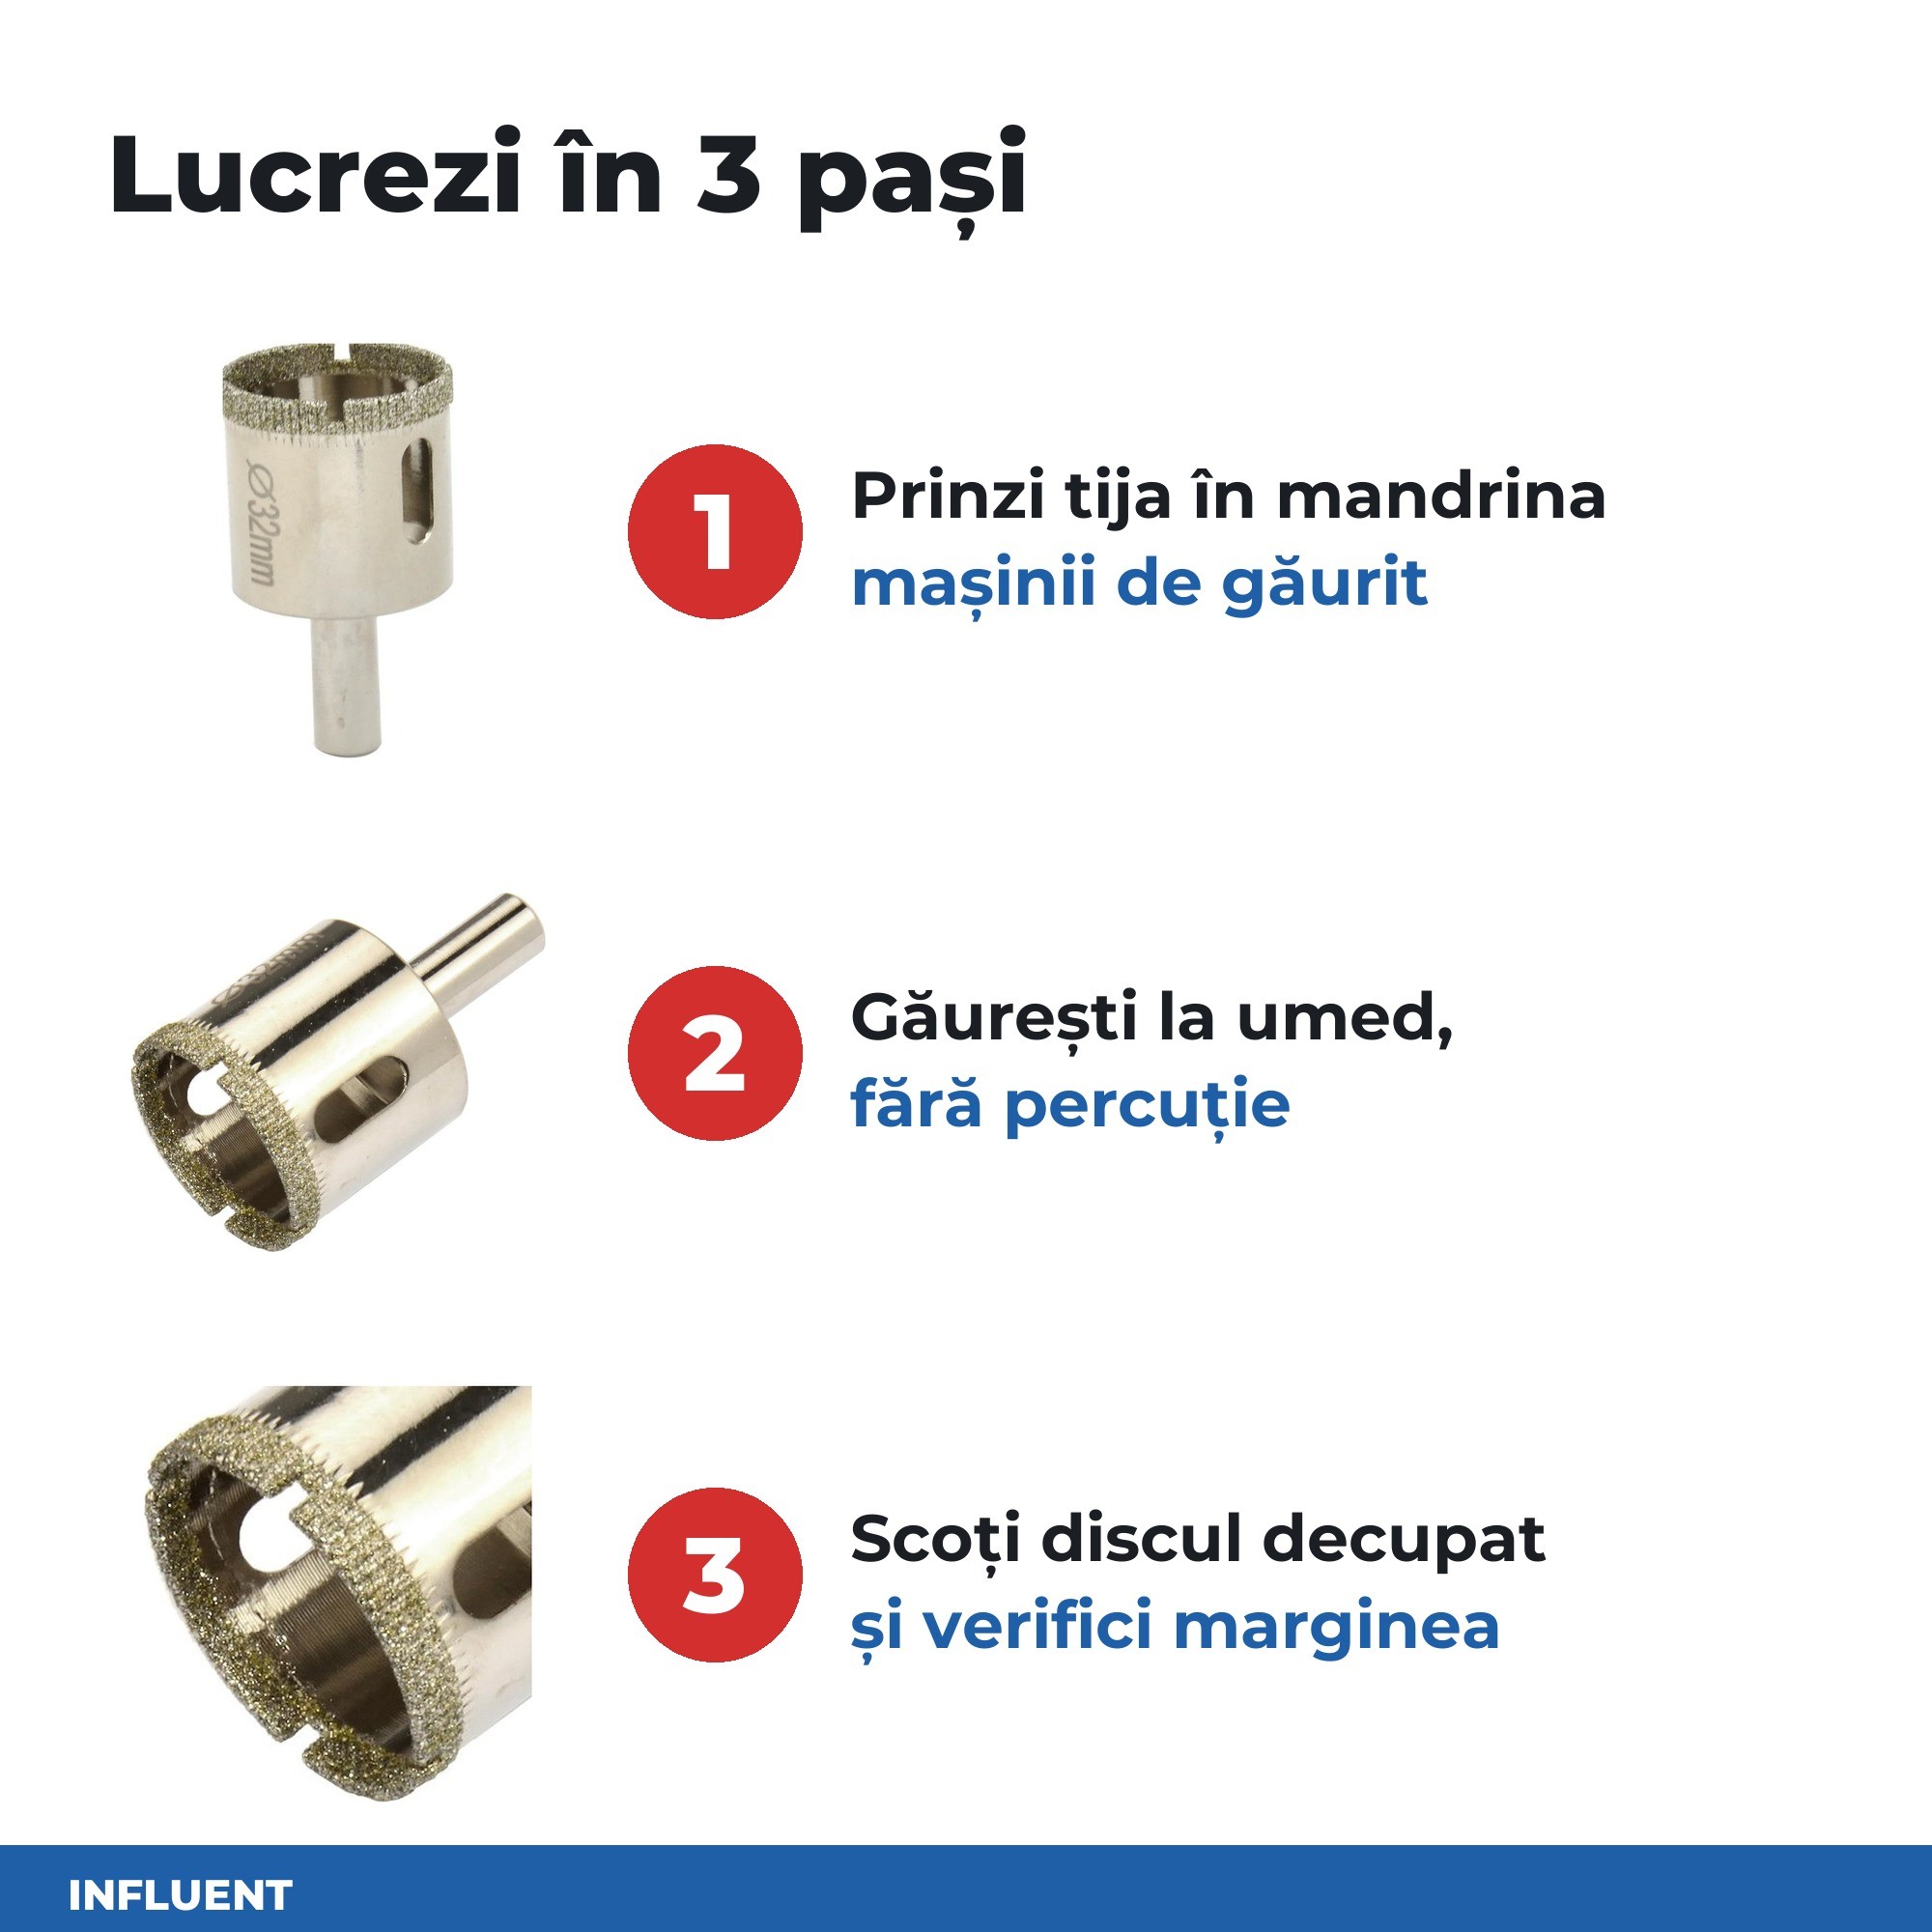 Lucrezi în 3 pași
Ø32mm
1
Prinzi tija în mandrina
mașinii de găurit
Ø32mm
2
Găurești la umed,
fără percuție
3
Scoți discul decupat
și verifici marginea
INFLUENT